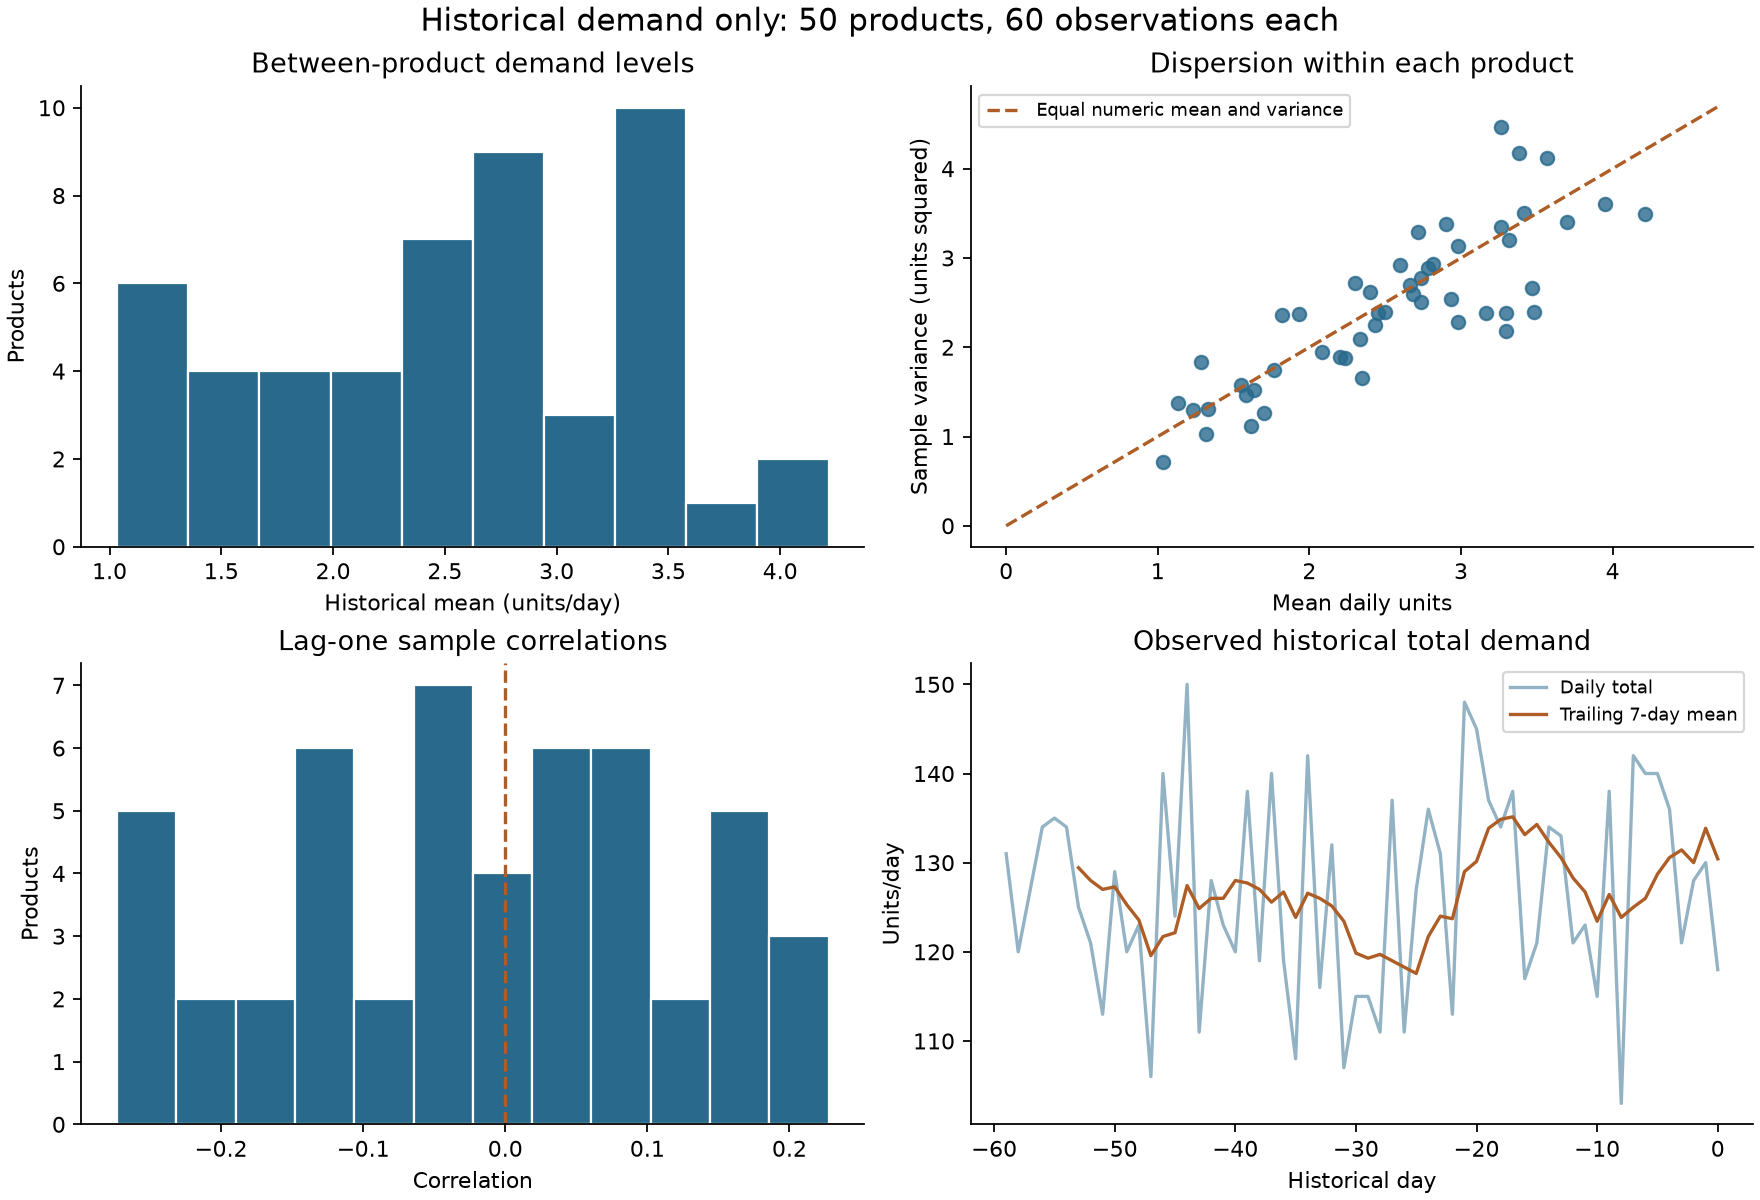 Historical demand only: 50 products, 60 observations each
Between-product demand levels
Products
10
8
6
4
2
0
1.0 1.5 2.0 2.5 3.0 3.5 4.0
Historical mean (units/day)
Dispersion within each product
Equal numeric mean and variance
Sample variance (units squared)
4
3
2
1
0
0 1 2 3 4
Mean daily units
Lag-one sample correlations
Products
7
6
5
4
3
2
1
0
−0.2 −0.1 0.0 0.1 0.2
Correlation
Observed historical total demand
Daily total
Trailing 7-day mean
Units/day
150
140
130
120
110
−60 −50 −40 −30 −20 −10 0
Historical day